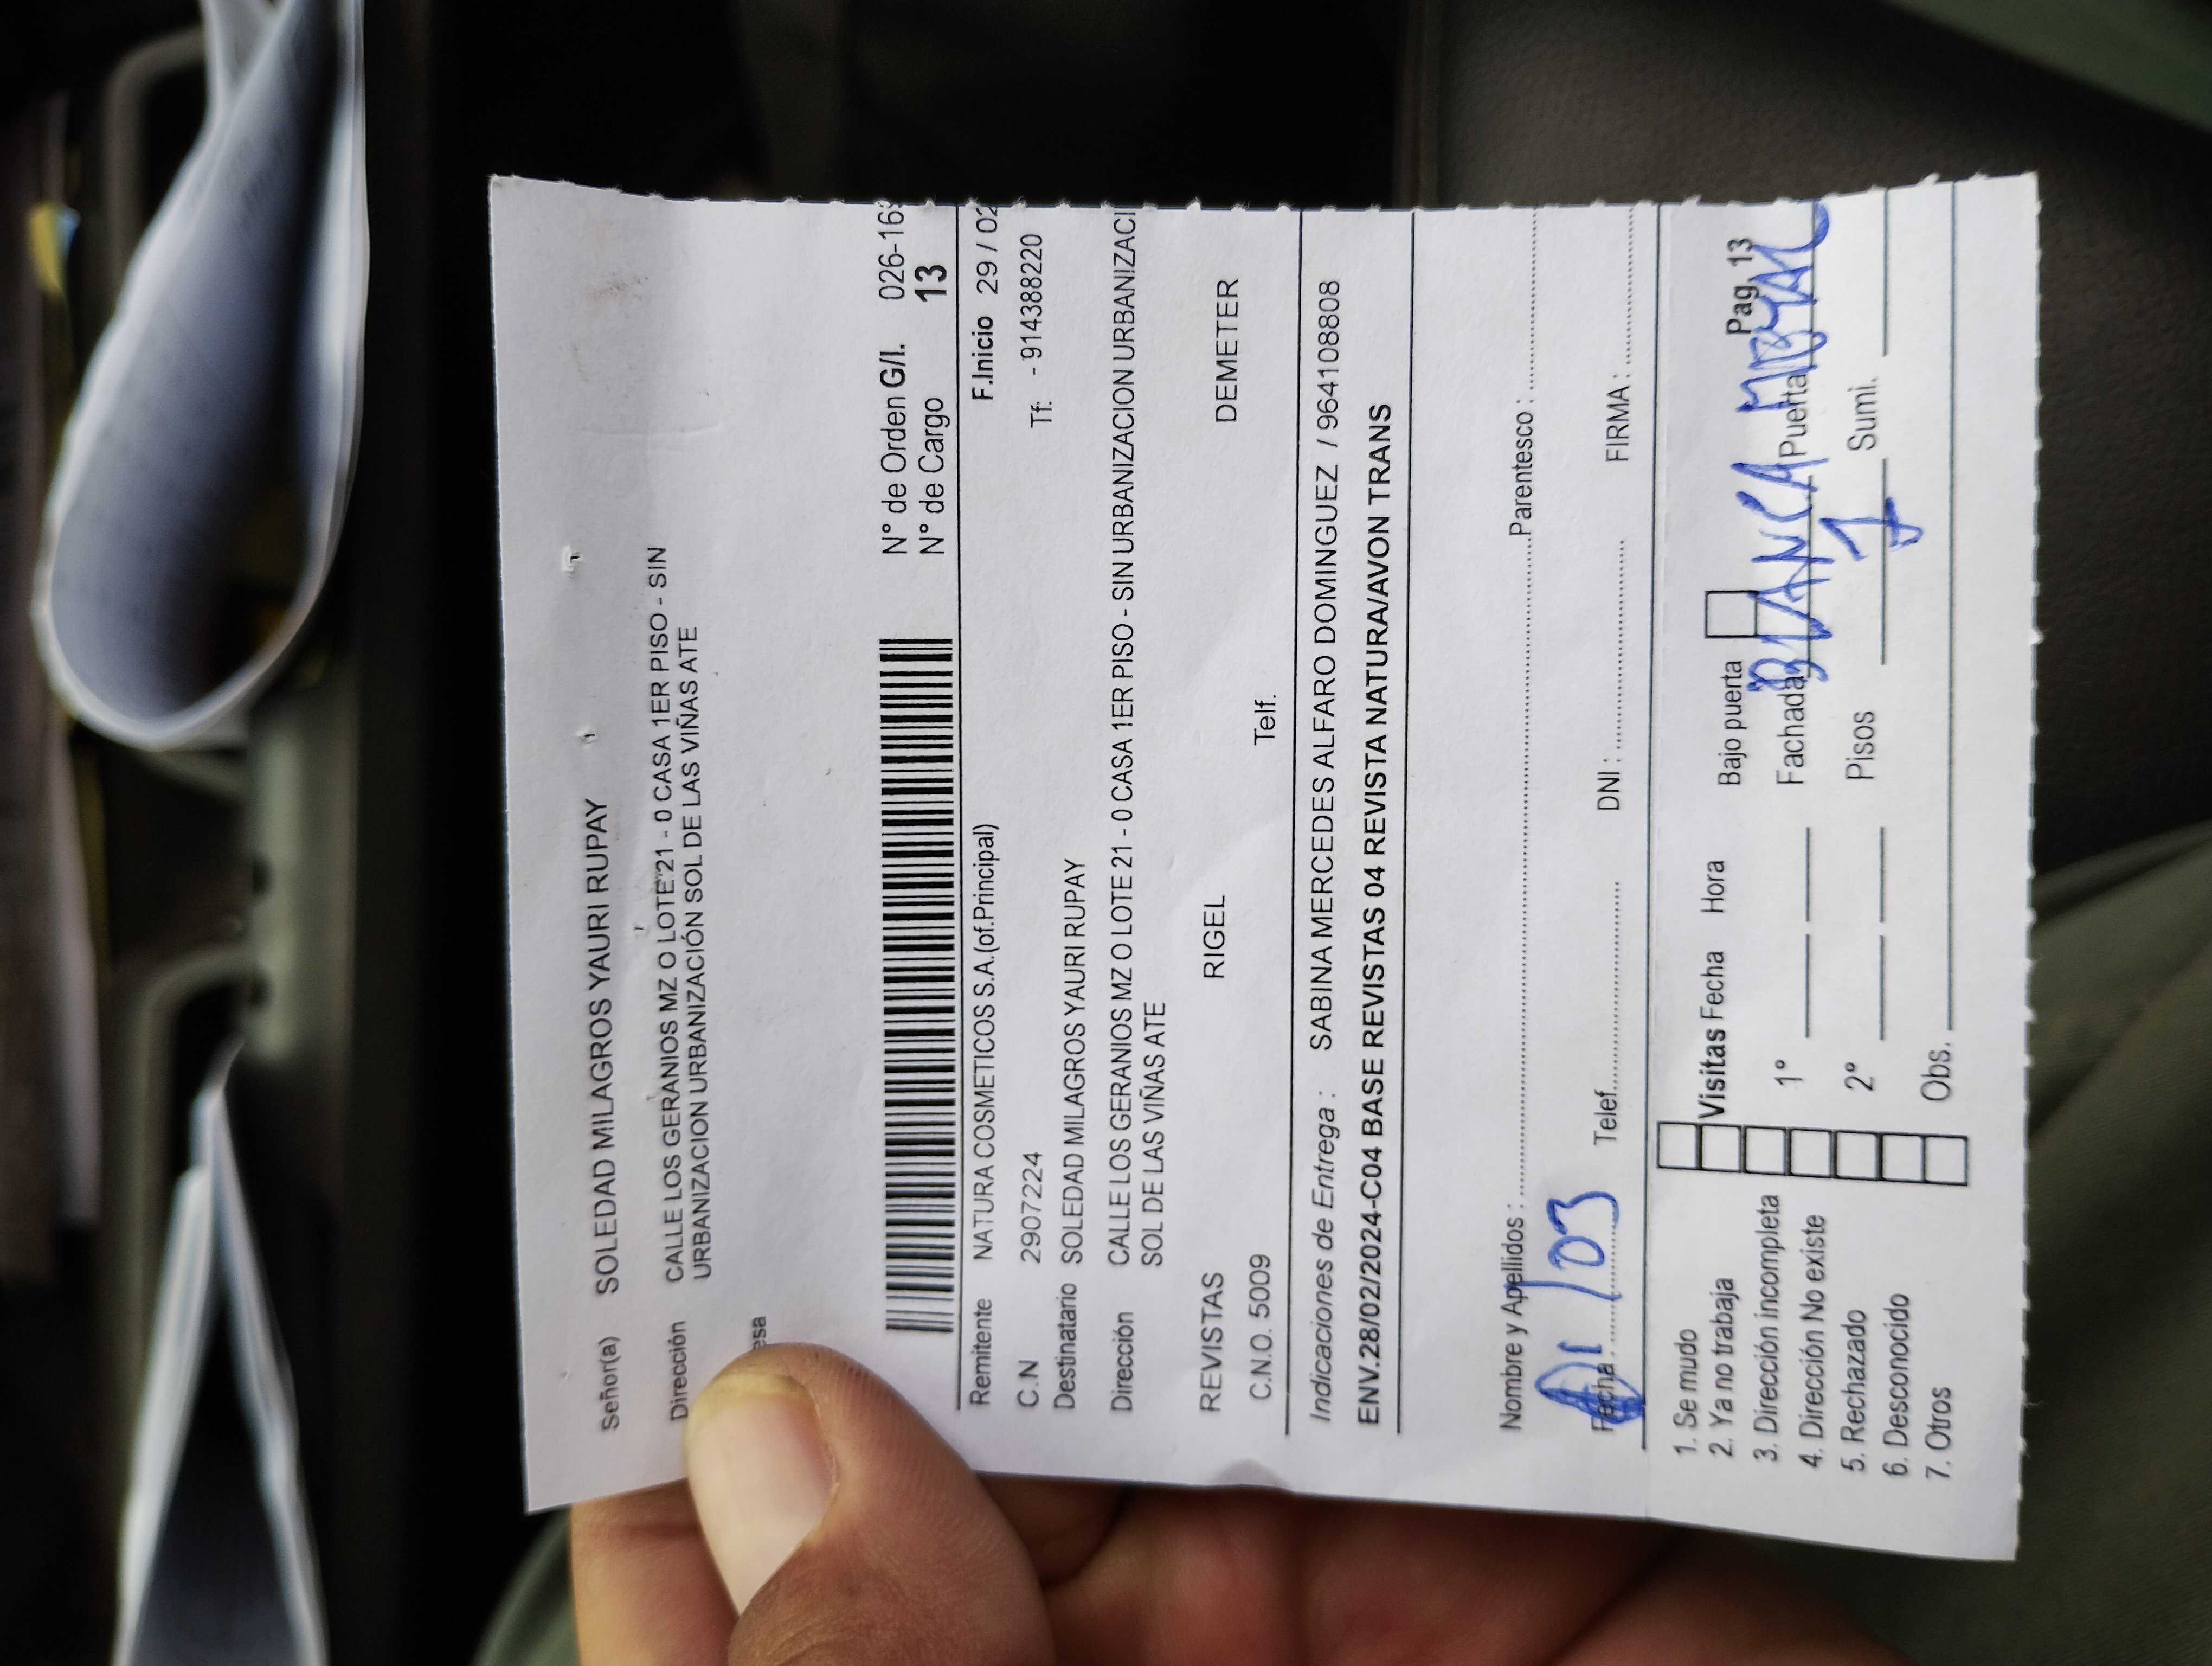 Señor(a) SOLEDAD MILAGROS YAURI RUPAY
Dirección CALLE LOS GERANIOS MZ O LOTE 21 - 0 CASA 1ER PISO - SIN
URBANIZACION URBANIZACIÓN SOL DE LAS VIÑAS ATE
esa
N° de Orden G/I. 026-16
N° de Cargo 13
Remitente NATURA COSMETICOS S.A.(of.Principal) F.Inicio 29 / 02
C.N 2907224 Tf: - 914388220
Destinatario SOLEDAD MILAGROS YAURI RUPAY
Dirección CALLE LOS GERANIOS MZ O LOTE 21 - 0 CASA 1ER PISO - SIN URBANIZACION URBANIZACI
SOL DE LAS VIÑAS ATE
REVISTAS RIGEL DEMETER
C.N.O. 5009 Telf.
Indicaciones de Entrega : SABINA MERCEDES ALFARO DOMINGUEZ / 964108808
ENV.28/02/2024-C04 BASE REVISTAS 04 REVISTA NATURA/AVON TRANS
Nombre y Apellidos : Parentesco :
Fecha : 01/03 Telef. DNI : FIRMA :
1. Se mudo
2. Ya no trabaja
3. Dirección incompleta
4. Dirección No existe
5. Rechazado
6. Desconocido
7. Otros
Visitas Fecha Hora
1°
2°
Obs.
Bajo puerta Pag. 13
Fachada BLANCA Puerta
Pisos 1 Sumi.